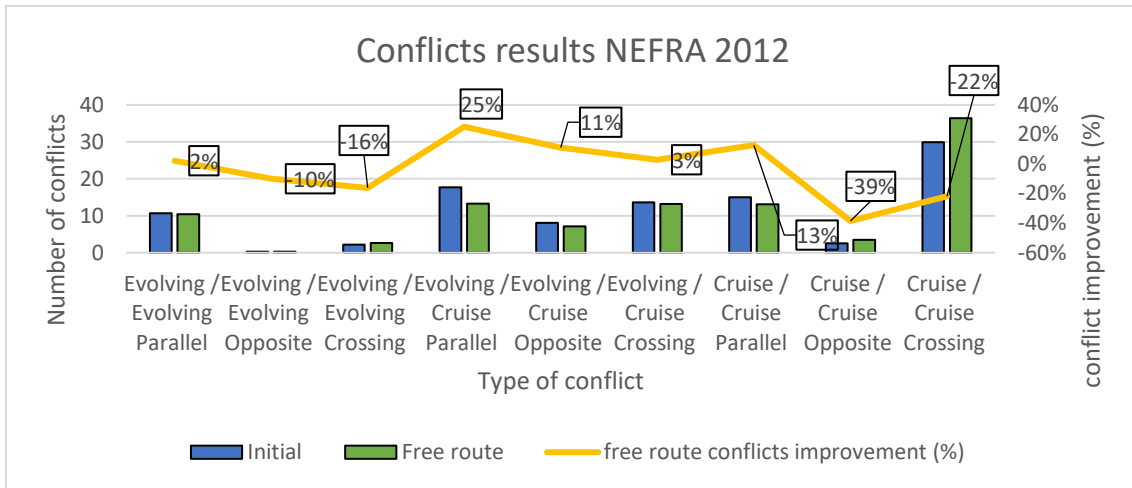 Conflicts results NEFRA 2012
Number of conflicts
40
30
20
10
0
2%
-10%
-16%
25%
11%
3%
13%
-39%
-22%
40%
20%
0%
-20%
-40%
-60%
conflict improvement (%)
Evolving / Evolving / Evolving / Evolving / Evolving / Evolving / Cruise / Cruise / Cruise /
Evolving Evolving Evolving Cruise Cruise Cruise Cruise Cruise Cruise
Parallel Opposite Crossing Parallel Opposite Crossing Parallel Opposite Crossing
Type of conflict
Initial Free route free route conflicts improvement (%)